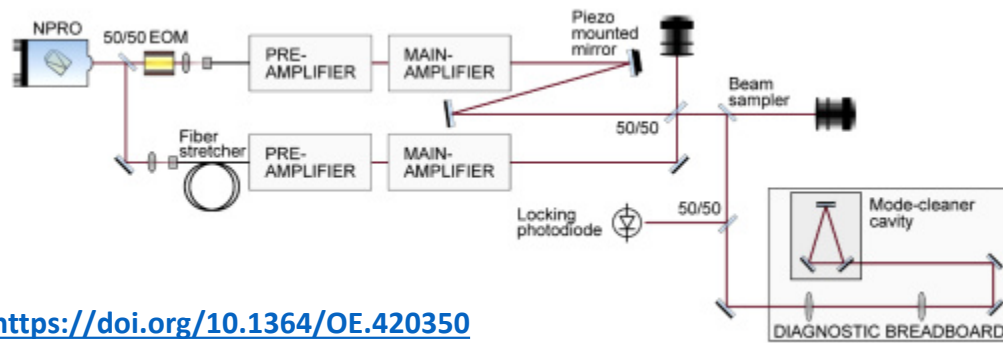 NPRO
50/50 EOM
PRE-
AMPLIFIER
MAIN-
AMPLIFIER
Piezo
mounted
mirror
Beam
sampler
50/50
Fiber
stretcher
PRE-
AMPLIFIER
MAIN-
AMPLIFIER
Locking
photodiode
50/50
Mode-cleaner
cavity
DIAGNOSTIC BREADBOARD
https://doi.org/10.1364/OE.420350